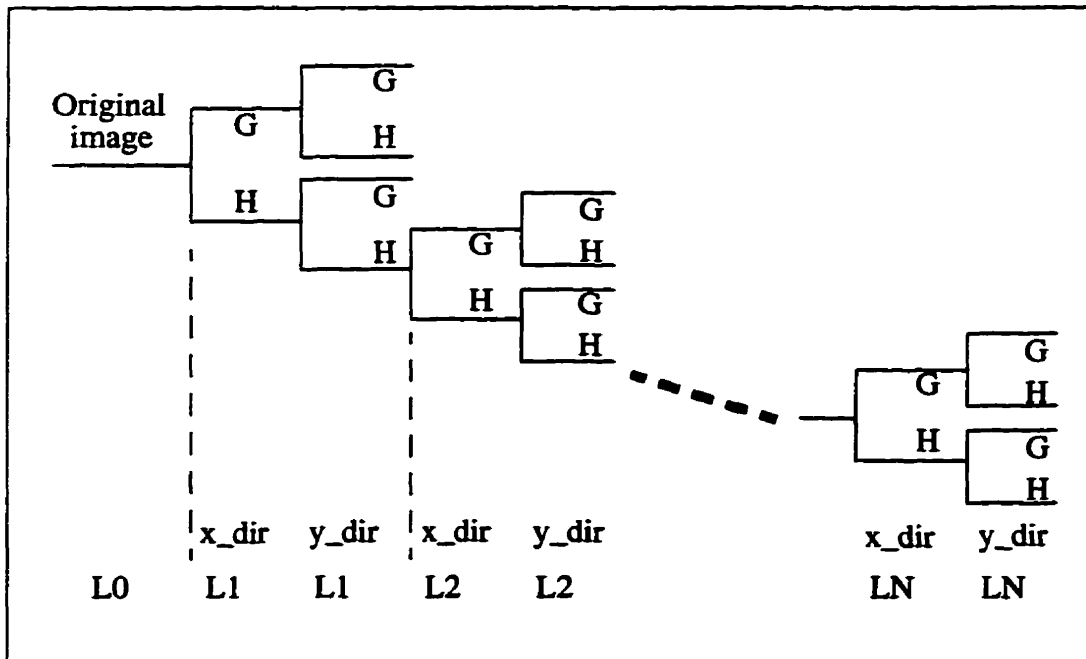 Original
image
G
H
G
H
G
H
G
H
G
H
G
H
G
H
G
H
G
H
x_dir y_dir x_dir y_dir x_dir y_dir
L0 L1 L1 L2 L2 LN LN